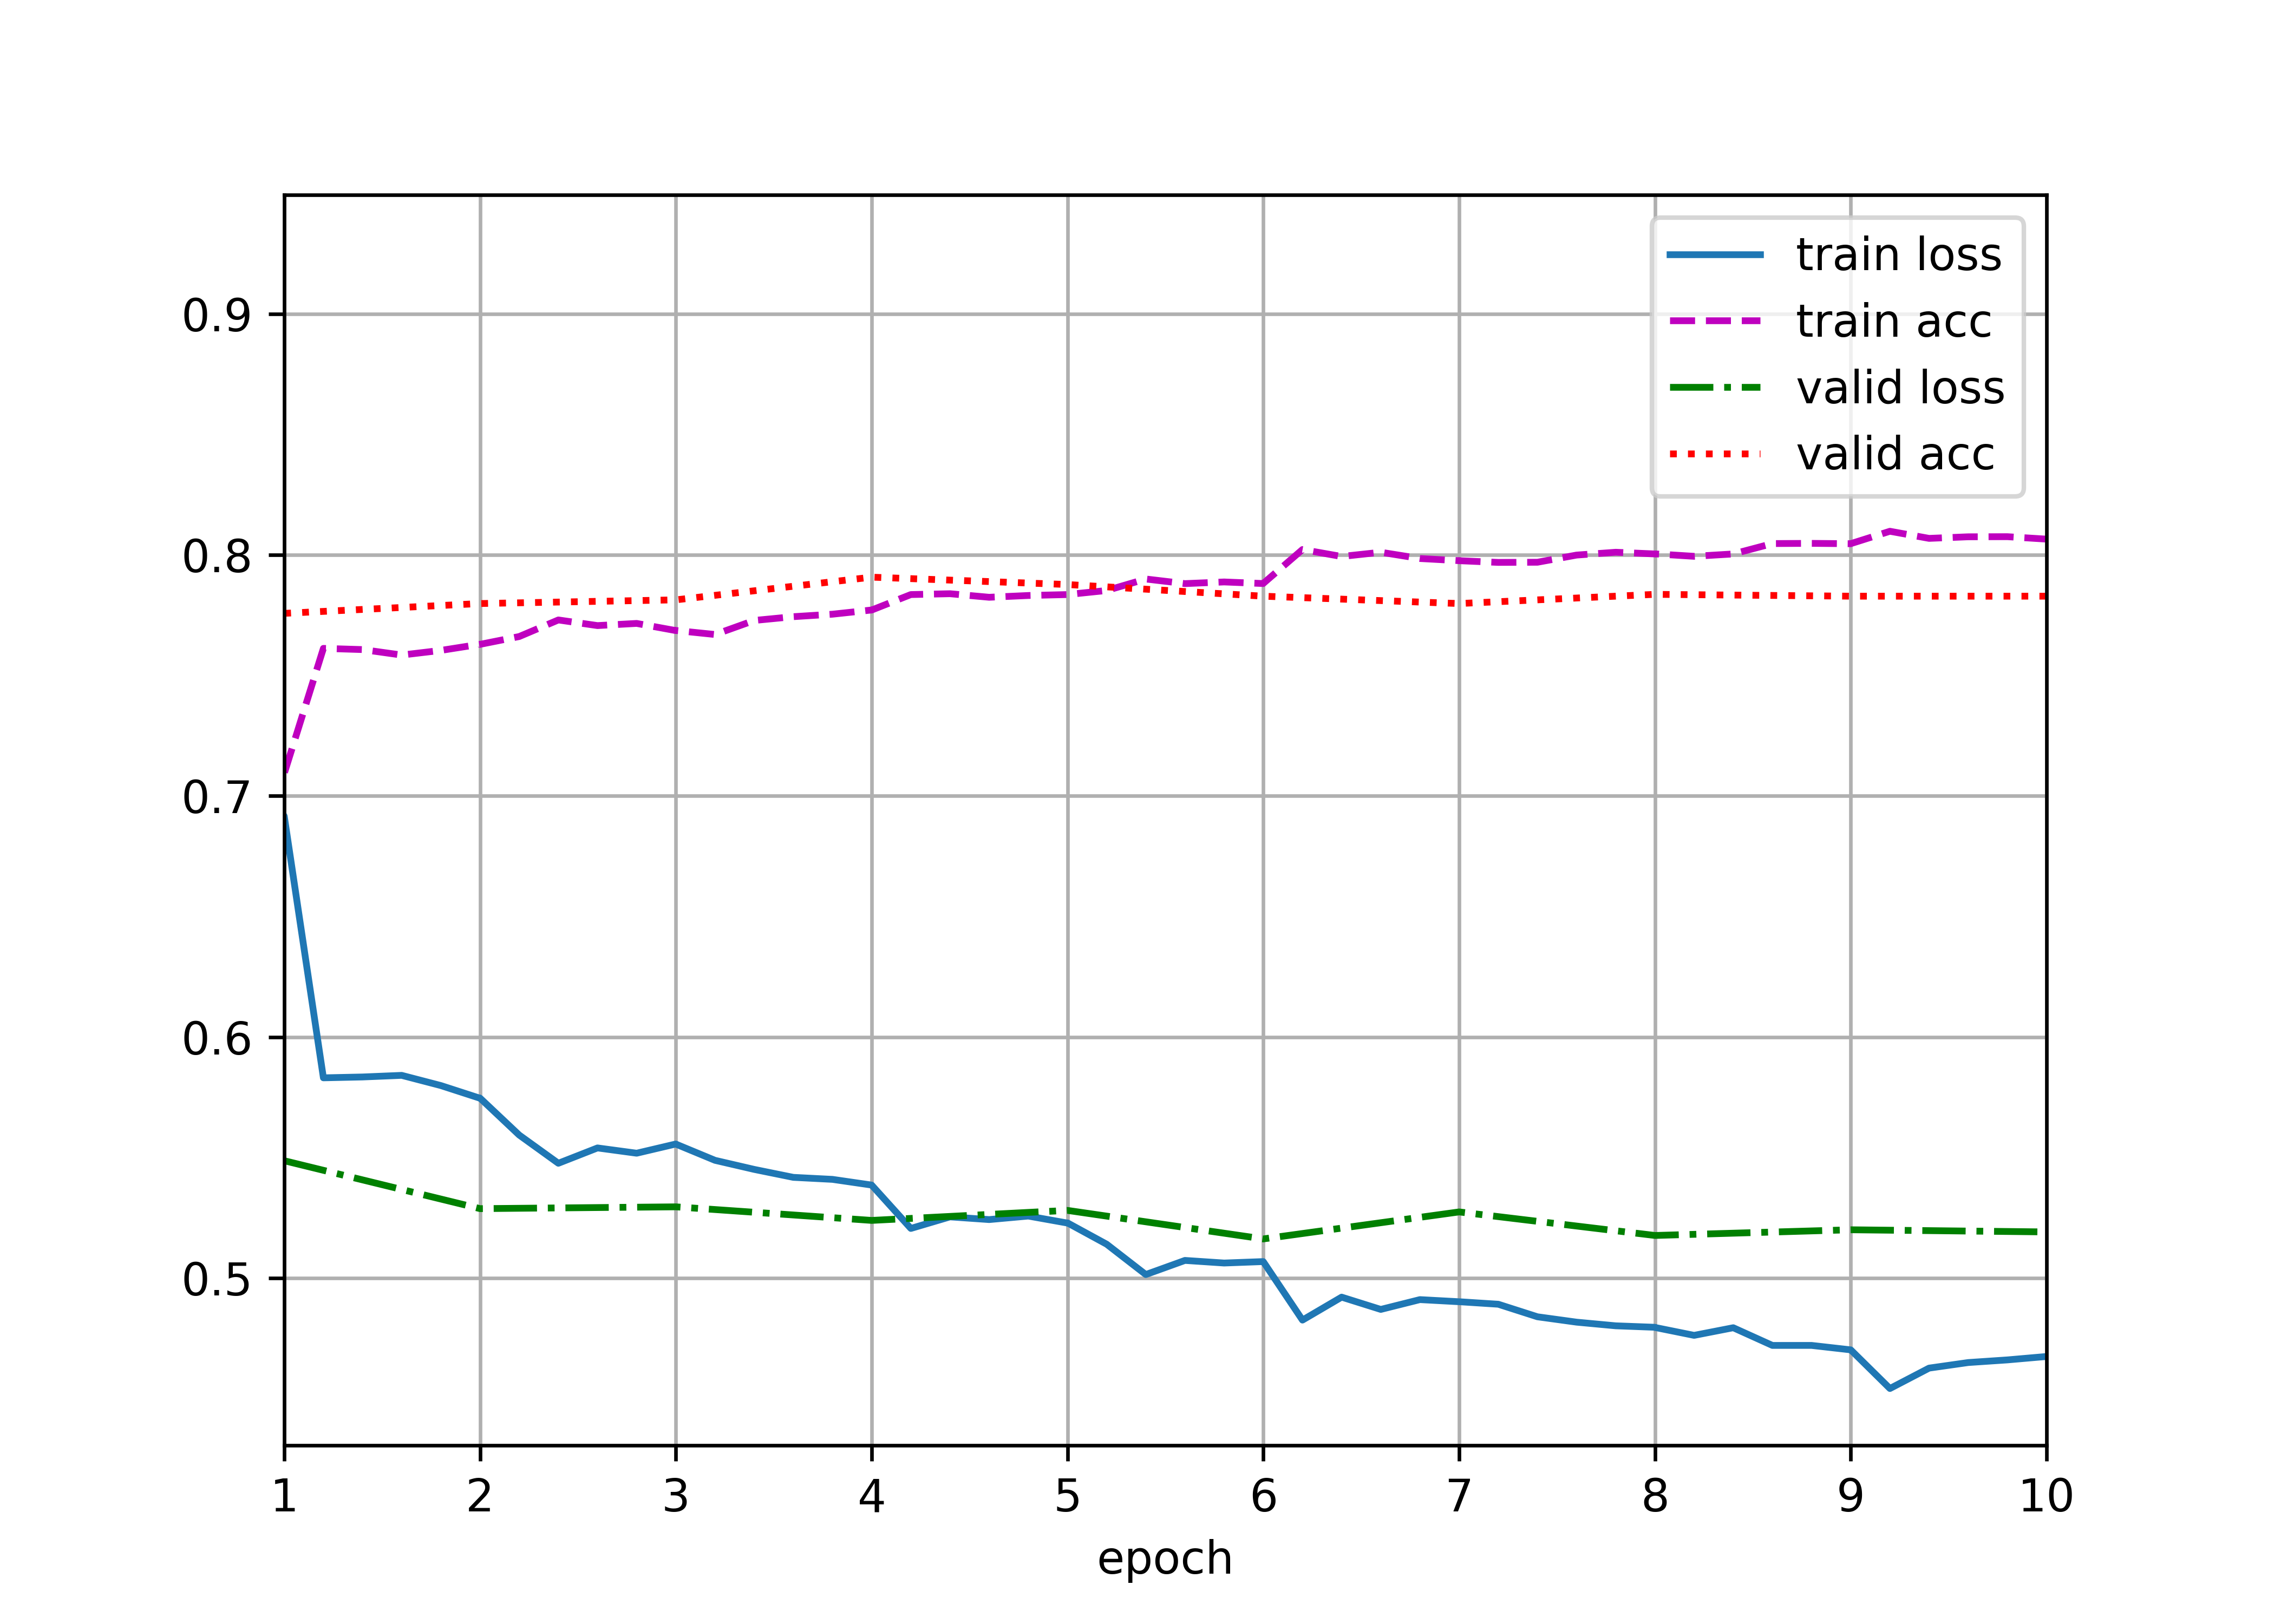 train loss
train acc
valid loss
valid acc
0.9
0.8
0.7
0.6
0.5
1 2 3 4 5 6 7 8 9 10
epoch